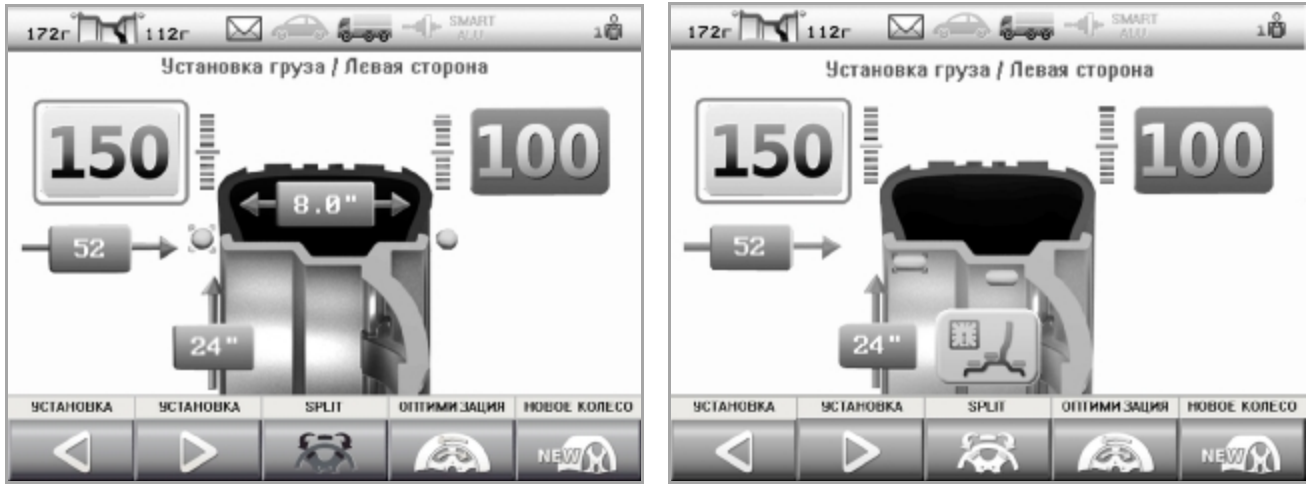 172г 112г SMART ALU 1
Установка груза / Левая сторона
150 100
8.0"
52
24"
УСТАНОВКА УСТАНОВКА SPLIT ОПТИМИЗАЦИЯ НОВОЕ КОЛЕСО
NEW
172г 112г SMART ALU 1
Установка груза / Левая сторона
150 100
52
24"
УСТАНОВКА УСТАНОВКА SPLIT ОПТИМИЗАЦИЯ НОВОЕ КОЛЕСО
NEW